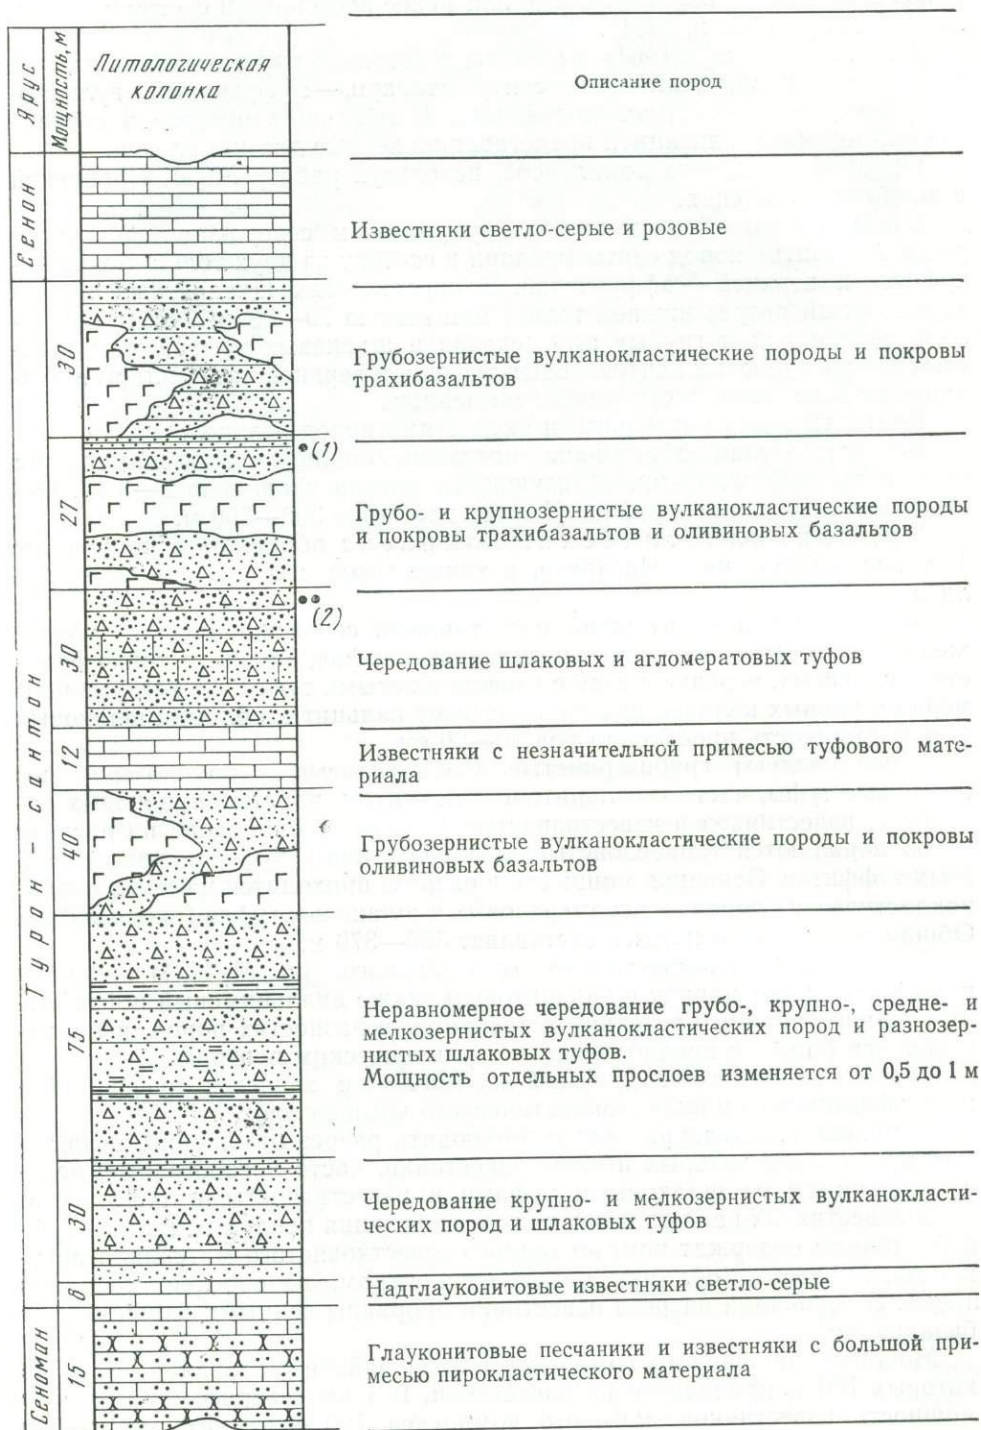 Ярус
Мощность, м
Литологическая
колонка
Описание пород
Сенон
Известняки светло-серые и розовые
Турон – сантон
30
Грубозернистые вулканокластические породы и покровы
трахибазальтов
(1)
27
Грубо- и крупнозернистые вулканокластические породы
и покровы трахибазальтов и оливиновых базальтов
(2)
30
Чередование шлаковых и агломератовых туфов
12
Известняки с незначительной примесью туфового мате-
риала
40
Грубозернистые вулканокластические породы и покровы
оливиновых базальтов
75
Неравномерное чередование грубо-, крупно-, средне- и
мелкозернистых вулканокластических пород и разнозер-
нистых шлаковых туфов.
Мощность отдельных прослоев изменяется от 0,5 до 1 м
30
Чередование крупно- и мелкозернистых вулканокласти-
ческих пород и шлаковых туфов
6
Надглауконитовые известняки светло-серые
Сеноман
15
Глауконитовые песчаники и известняки с большой при-
месью пирокластического материала